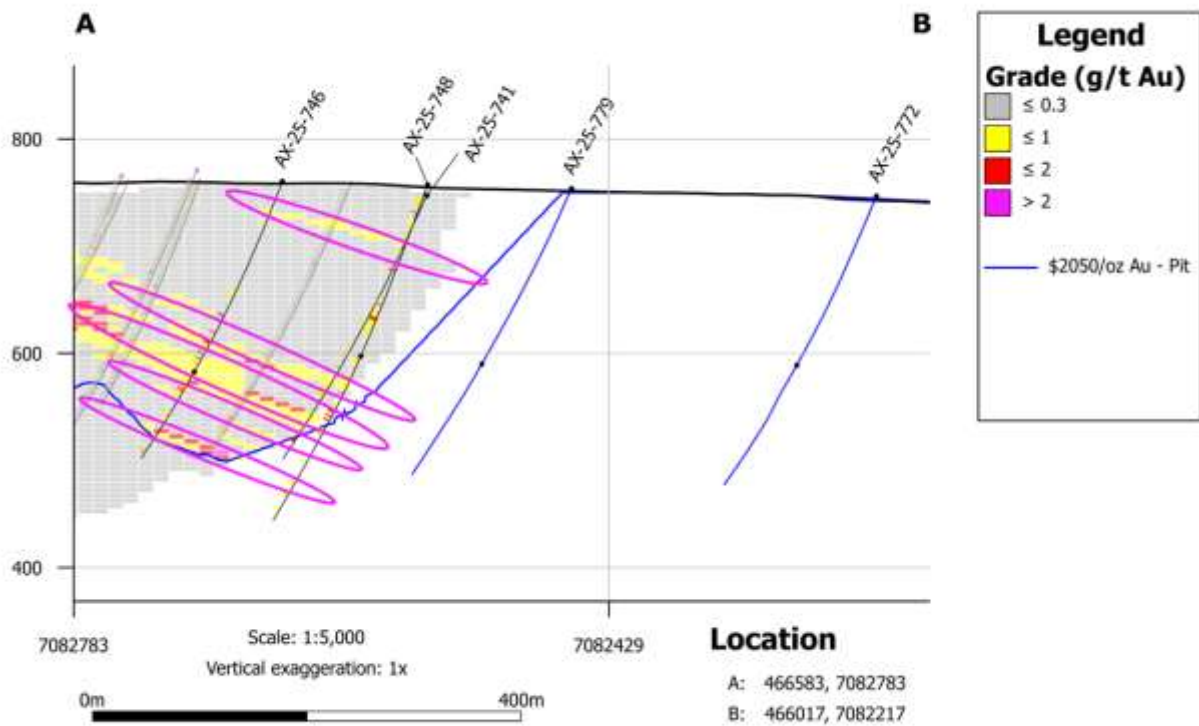 A
B
AX-25-746
AX-25-748
AX-25-741
AX-25-779
AX-25-772
800
600
400
7082783
7082429
Scale: 1:5,000
Vertical exaggeration: 1x
0m
400m
Location
A: 466583, 7082783
B: 466017, 7082217
Legend
Grade (g/t Au)
≤ 0.3
≤ 1
≤ 2
> 2
$2050/oz Au - Pit